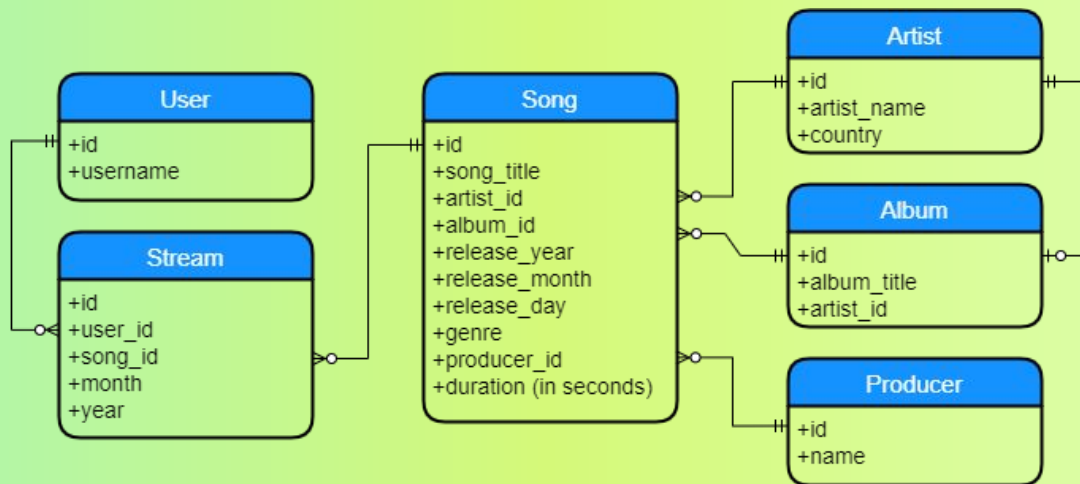 User
+id
+username
Stream
+id
+user_id
+song_id
+month
+year
Song
+id
+song_title
+artist_id
+album_id
+release_year
+release_month
+release_day
+genre
+producer_id
+duration (in seconds)
Artist
+id
+artist_name
+country
Album
+id
+album_title
+artist_id
Producer
+id
+name